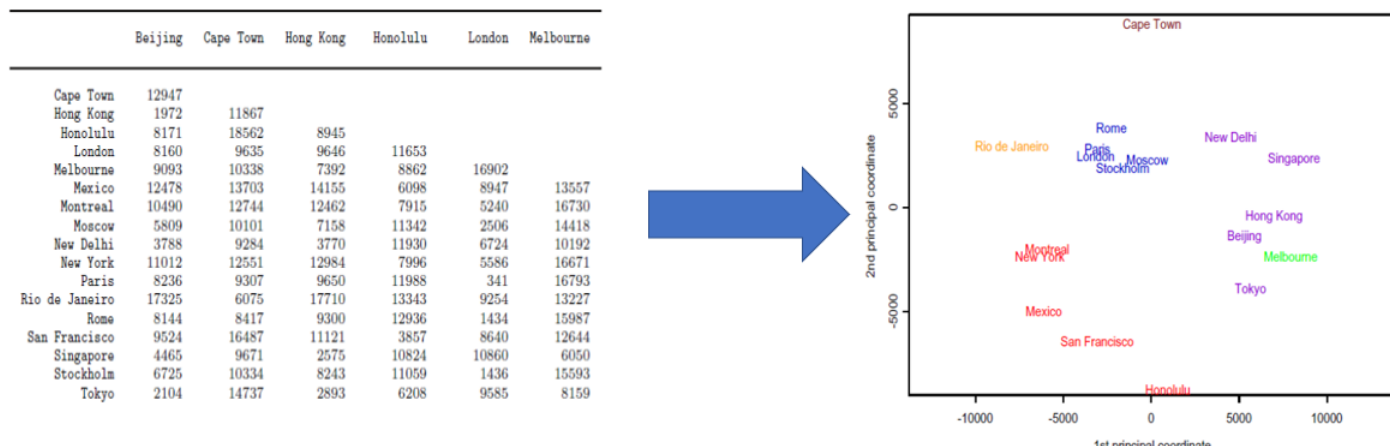 Beijing Cape Town Hong Kong Honolulu London Melbourne
Cape Town 12947
Hong Kong 1972 11867
Honolulu 8171 18562 8945
London 8160 9635 9646 11653
Melbourne 9093 10338 7392 8862 16902
Mexico 12478 13703 14155 6098 8947 13557
Montreal 10490 12744 12462 7915 5240 16730
Moscow 5809 10101 7158 11342 2506 14418
New Delhi 3788 9284 3770 11930 6724 10192
New York 11012 12551 12984 7996 5586 16671
Paris 8236 9307 9650 11988 341 16793
Rio de Janeiro 17325 6075 17710 13343 9254 13227
Rome 8144 8417 9300 12936 1434 15987
San Francisco 9524 16487 11121 3857 8640 12644
Singapore 4465 9671 2575 10824 10860 6050
Stockholm 6725 10334 8243 11059 1436 15593
Tokyo 2104 14737 2893 6208 9585 8159
2nd principal coordinate
5000
0
-5000
Cape Town
Rome
New Delhi
Rio de Janeiro
Paris
London
Moscow
Singapore
Stockholm
Hong Kong
Beijing
Montreal
New York
Melbourne
Tokyo
Mexico
San Francisco
Honolulu
-10000 -5000 0 5000 10000
1st principal coordinate